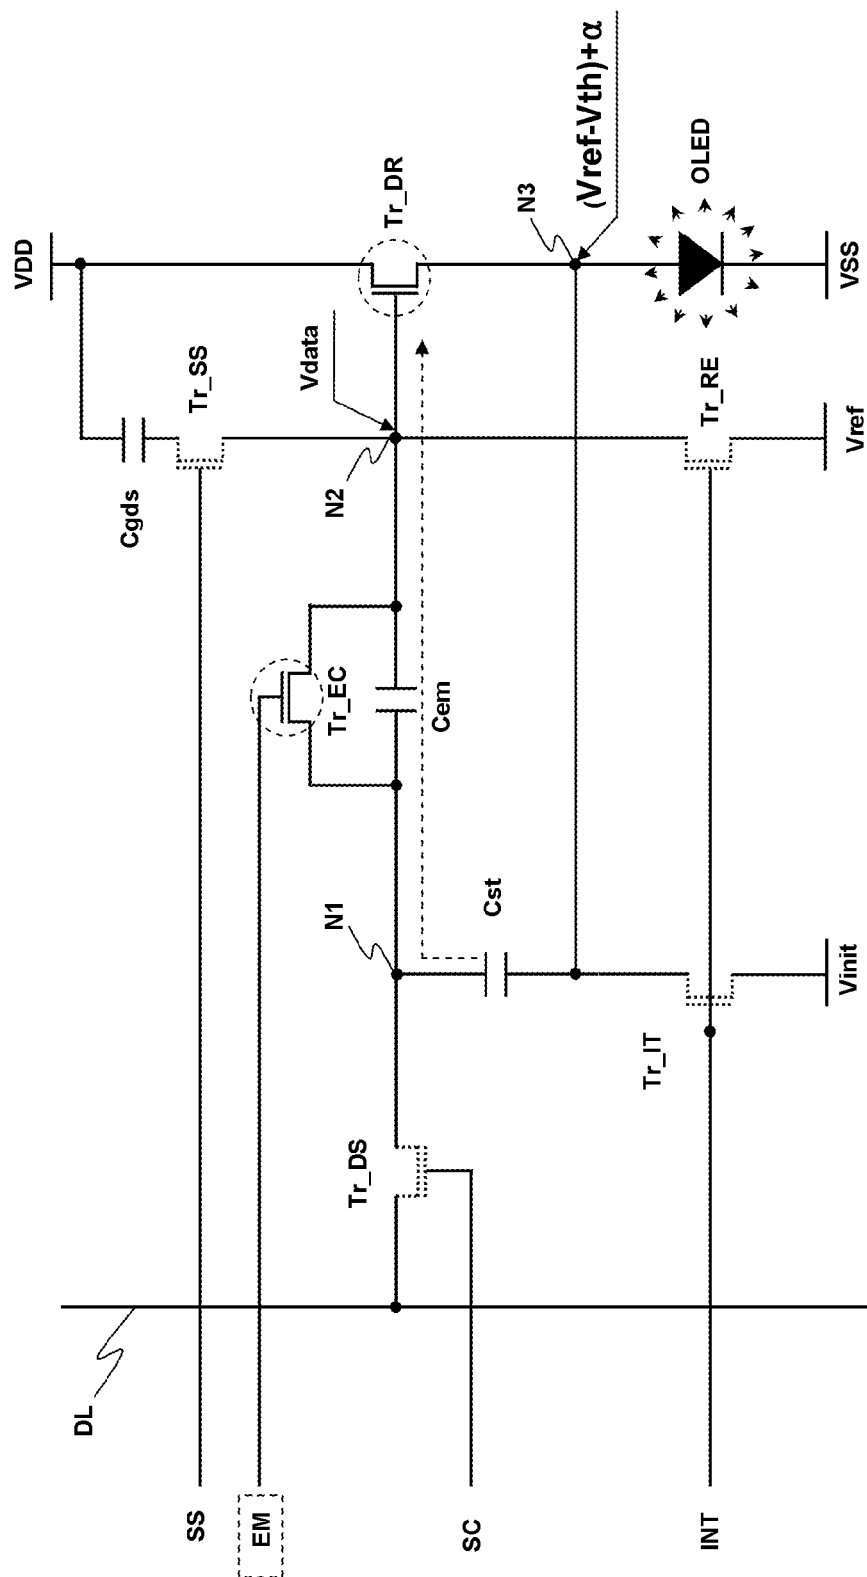 VDD
Tr_DR
N3
(Vref-Vth)+α
OLED
VSS
Cgds
Tr_SS
Vdata
N2
Tr_RE
Vref
Tr_EC
Cem
N1
Cst
Tr_IT
Vinit
Tr_DS
DL
SS
EM
SC
INT